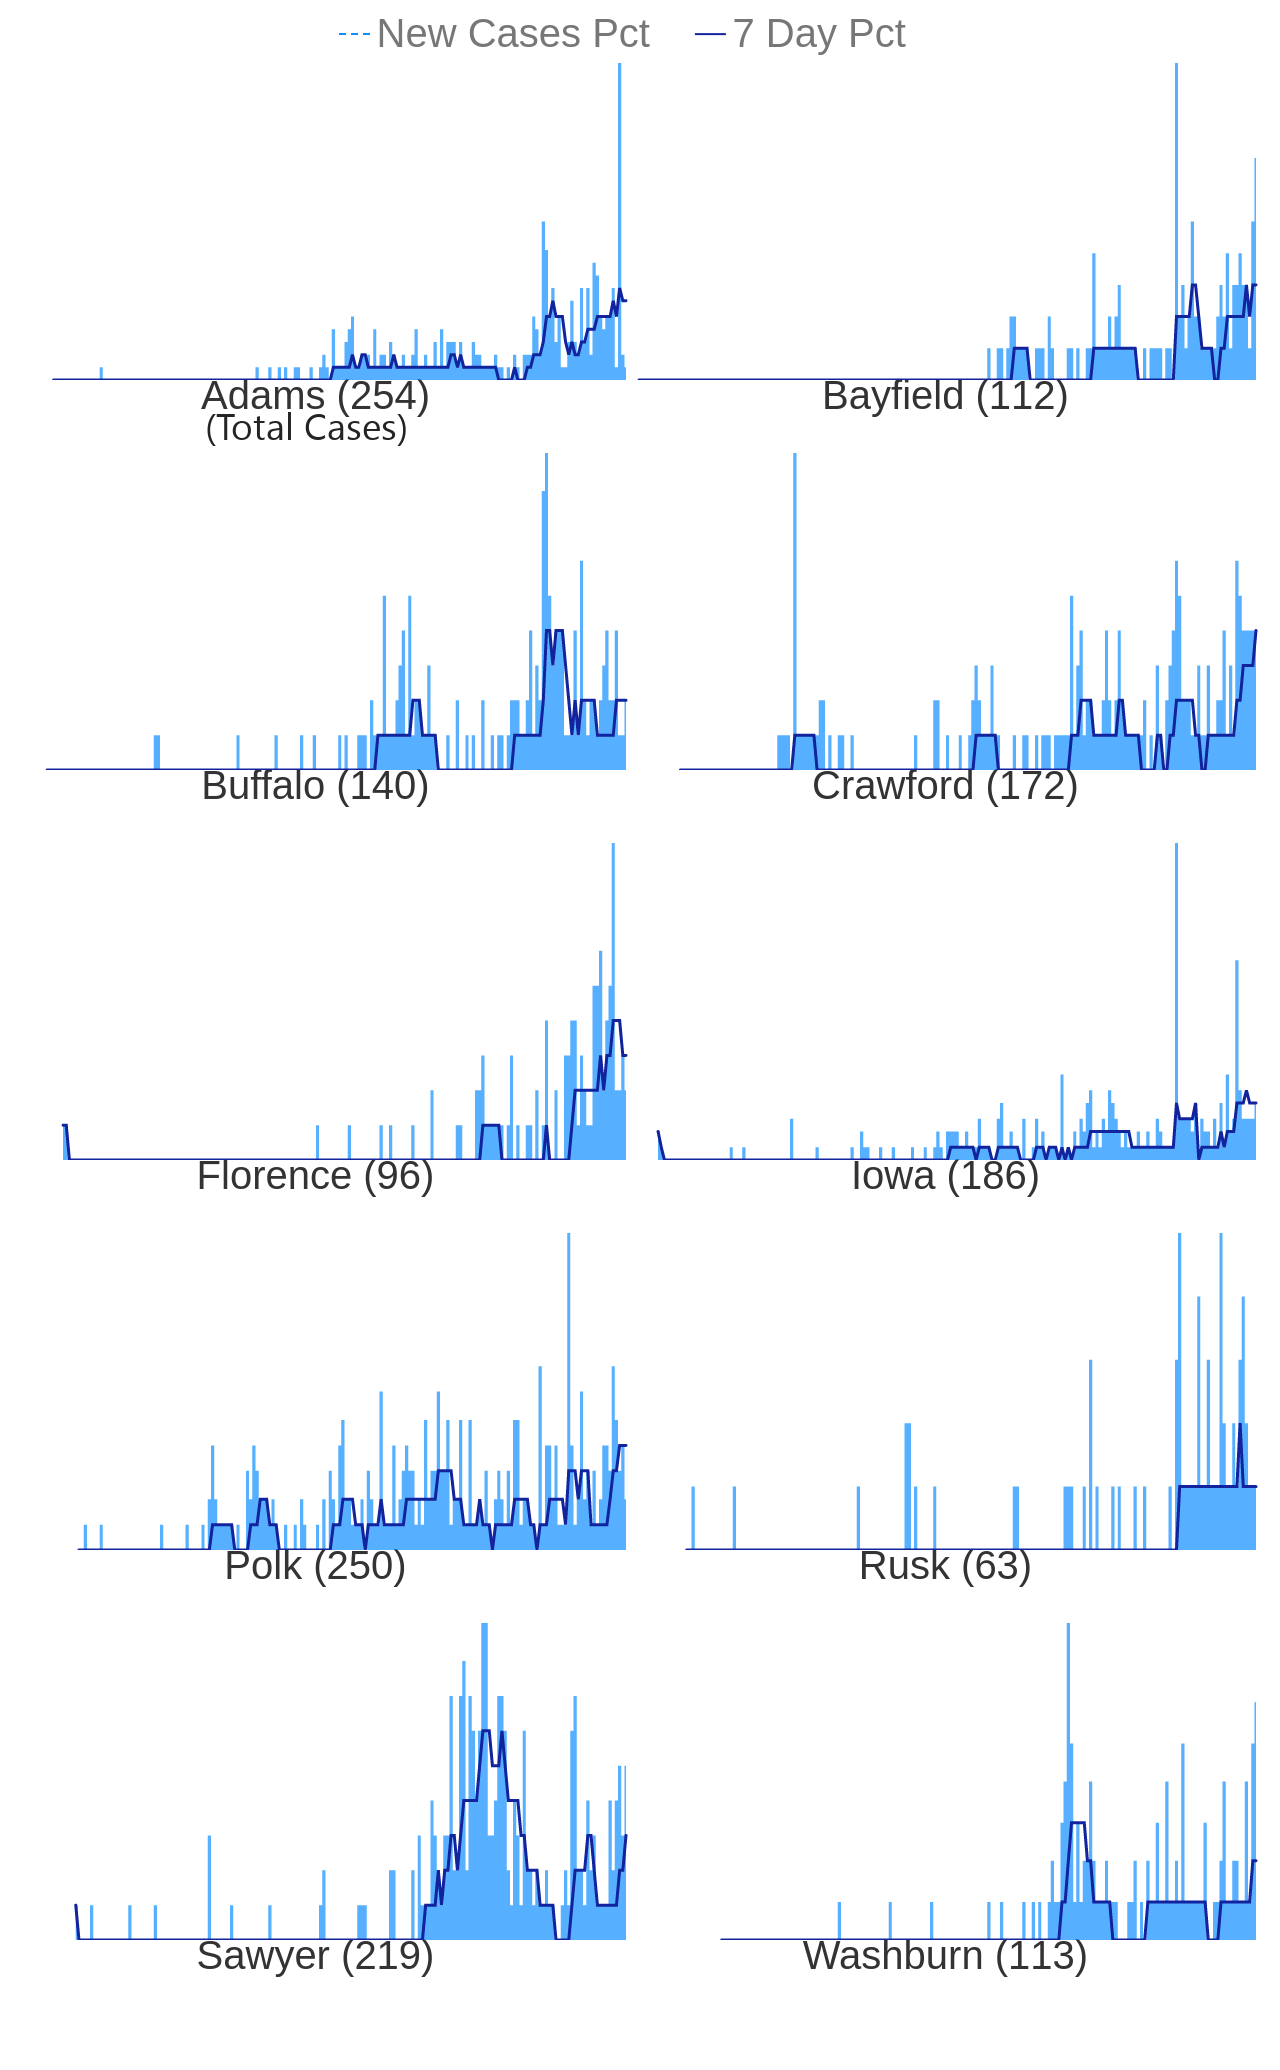 New Cases Pct 7 Day Pct
Adams (254) Bayfield (112)
(Total Cases)
Buffalo (140) Crawford (172)
Florence (96) Iowa (186)
Polk (250) Rusk (63)
Sawyer (219) Washburn (113)